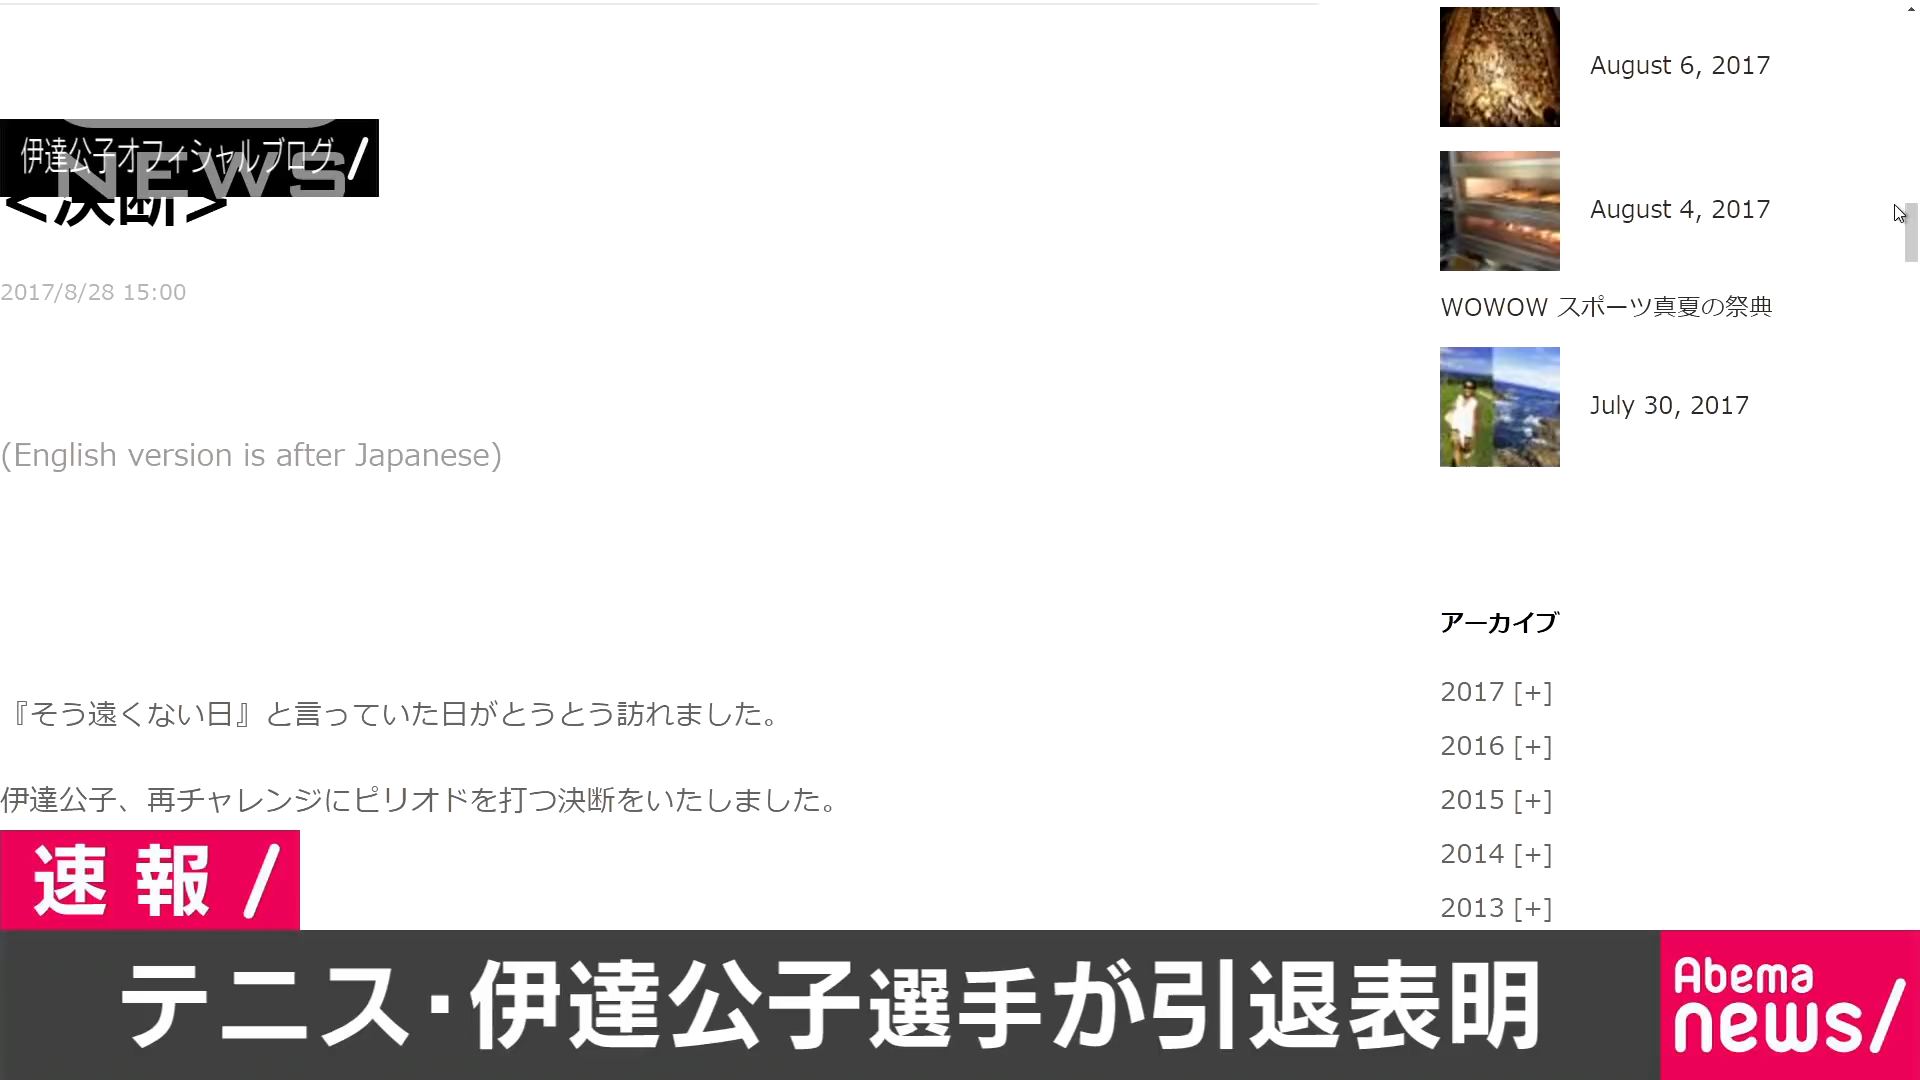 伊達公子オフィシャルブログ/
NEWS
<決断>
2017/8/28 15:00
(English version is after Japanese)
『そう遠くない日』と言っていた日がとうとう訪れました。
伊達公子、再チャレンジにピリオドを打つ決断をいたしました。
August 6, 2017
August 4, 2017
WOWOW スポーツ真夏の祭典
July 30, 2017
アーカイブ
2017 [+]
2016 [+]
2015 [+]
2014 [+]
2013 [+]
速報/
テニス・伊達公子選手が引退表明
Abema
news/